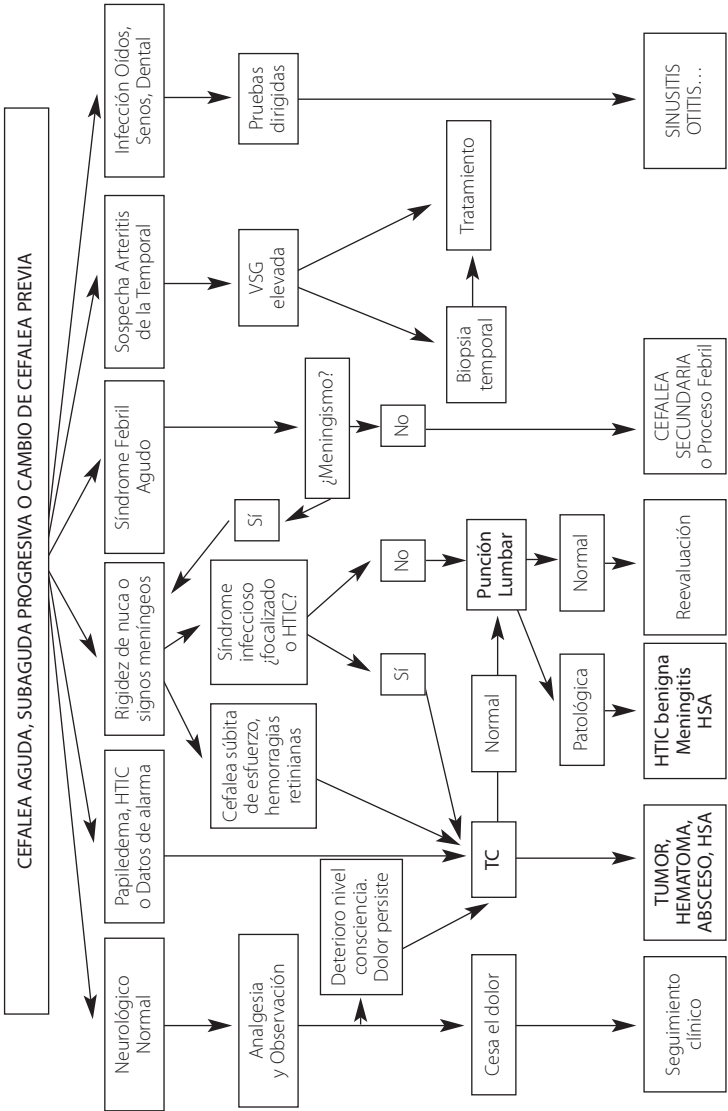 CEFALEA AGUDA, SUBAGUDA PROGRESIVA O CAMBIO DE CEFALEA PREVIA
Neurológico
Normal
Papiledema, HTIC
o Datos de alarma
Rigidez de nuca o
signos meníngeos
Síndrome Febril
Agudo
Sospecha Arteritis
de la Temporal
Infección Oídos,
Senos, Dental
Analgesia
y Observación
Cefalea súbita
de esfuerzo,
hemorragias
retinianas
Síndrome
infeccioso
¿focalizado
o HTIC?
Sí
¿Meningismo?
VSG
elevada
Pruebas
dirigidas
Deterioro nivel
consciencia.
Dolor persiste
Sí
No
No
Biopsia
temporal
Tratamiento
Cesa el dolor
TC
Normal
Punción
Lumbar
Patológica
Normal
Seguimiento
clínico
TUMOR,
HEMATOMA,
ABSCESO, HSA
HTIC benigna
Meningitis
HSA
Reevaluación
CEFALEA
SECUNDARIA
o Proceso Febril
SINUSITIS
OTITIS...